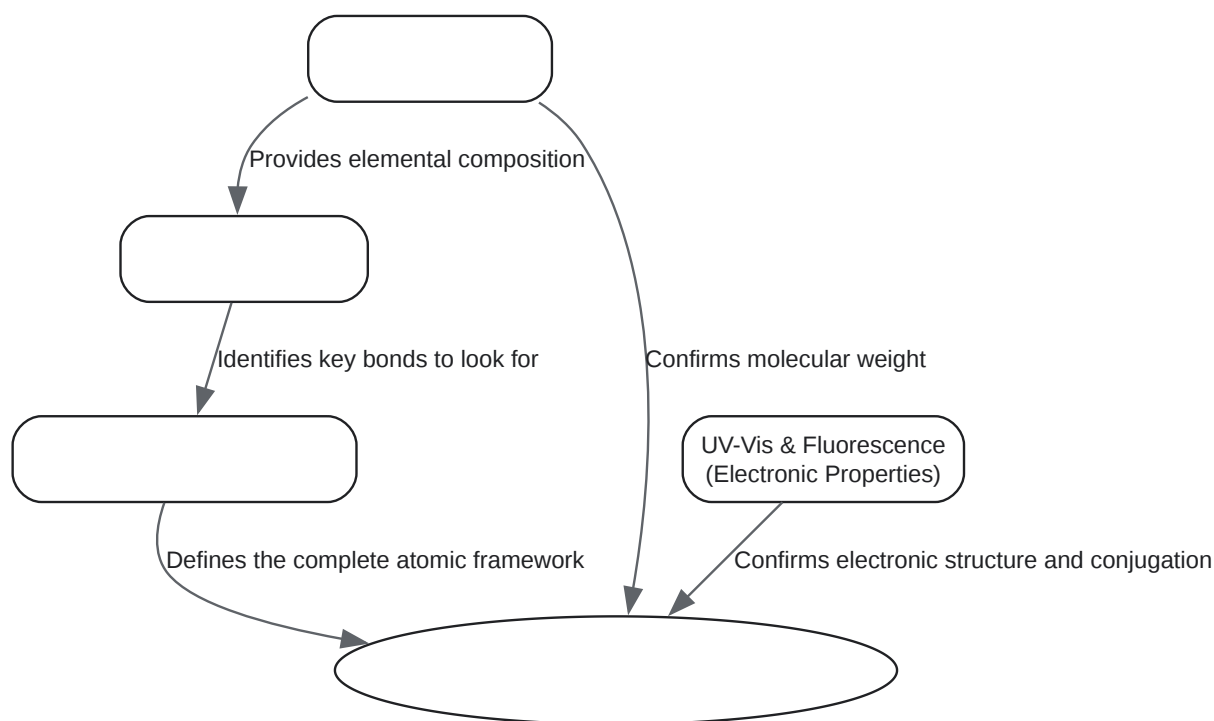 Provides elemental composition
Identifies key bonds to look for
Confirms molecular weight
UV-Vis & Fluorescence
(Electronic Properties)
Defines the complete atomic framework
Confirms electronic structure and conjugation